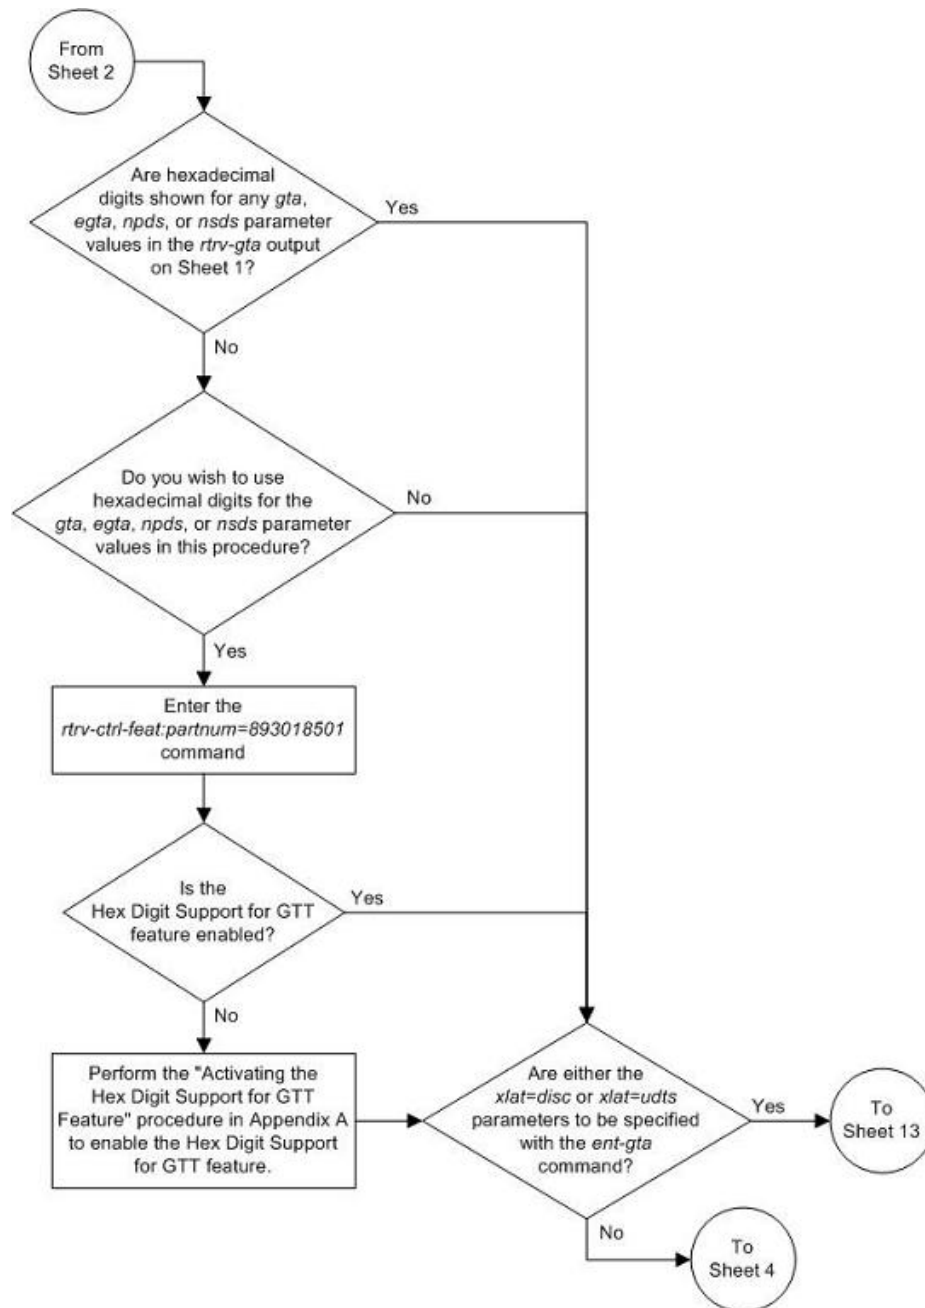 From
Sheet 2
Are hexadecimal
digits shown for any gta,
egta, npds, or nsds parameter
values in the rtrv-gta output
on Sheet 1?
Yes
No
Do you wish to use
hexadecimal digits for the
gta, egta, npds, or nsds parameter
values in this procedure?
No
Yes
Enter the
rtrv-ctrl-feat:partnum=893018501
command
Is the
Hex Digit Support for GTT
feature enabled?
Yes
No
Perform the "Activating the
Hex Digit Support for GTT
Feature" procedure in Appendix A
to enable the Hex Digit Support
for GTT feature.
Are either the
xlat=disc or xlat=udts
parameters to be specified
with the ent-gta
command?
Yes
To
Sheet 13
No
To
Sheet 4